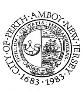 CITY OF PERTH AMBOY NEW JERSEY
1683-1983